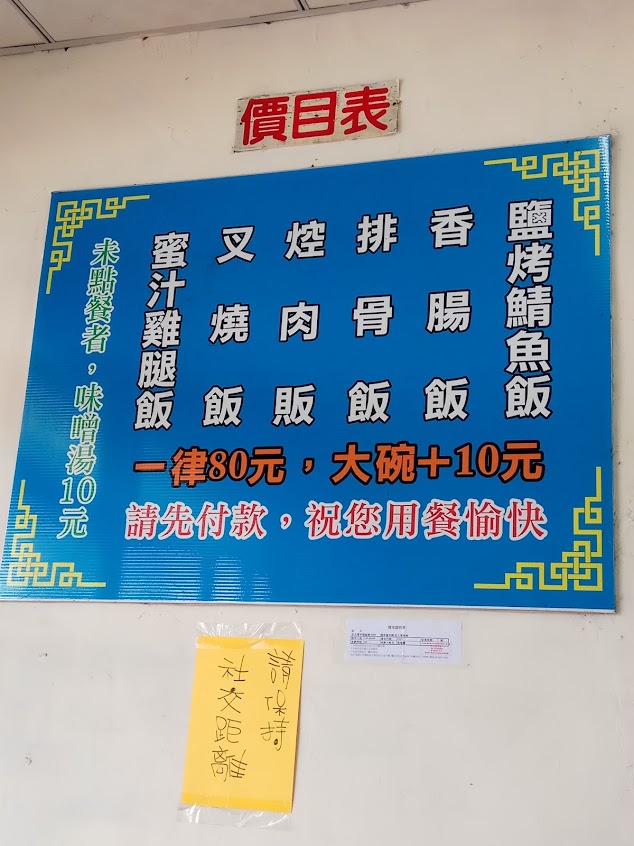 價目表
鹽烤鯖魚飯
香腸飯
排骨飯
焢肉販
叉燒飯
蜜汁雞腿飯
未點餐者，味噌湯10元
一律80元，大碗+10元
請先付款，祝您用餐愉快
請保持
社交距離